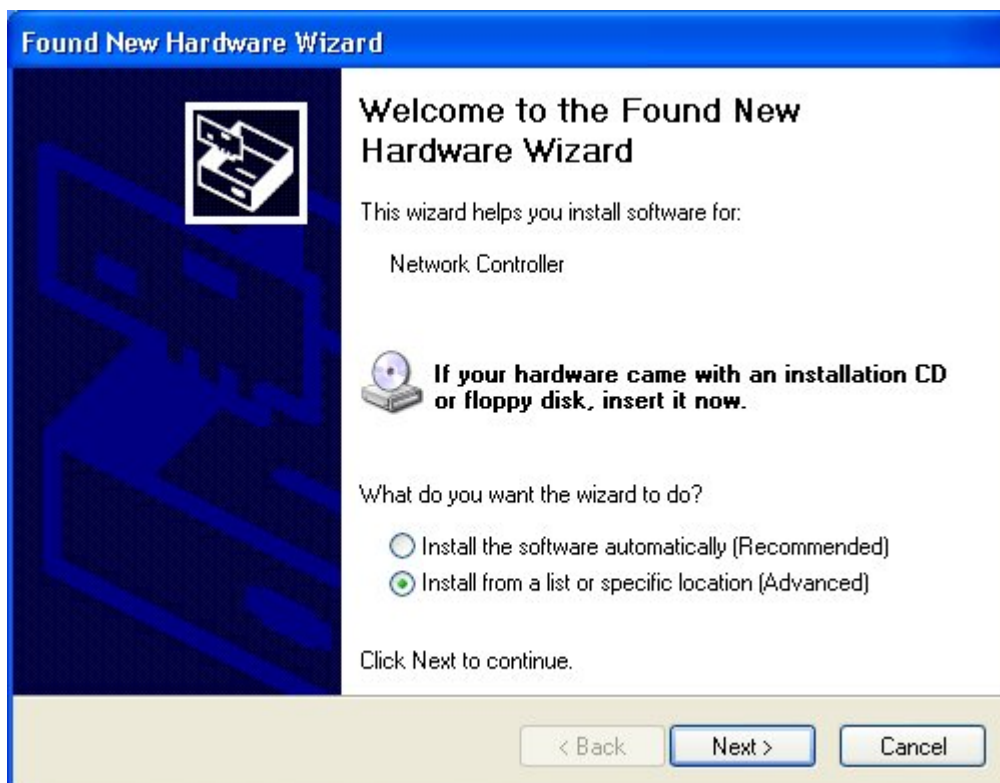 Found New Hardware Wizard
Welcome to the Found New
Hardware Wizard
This wizard helps you install software for:
Network Controller
If your hardware came with an installation CD
or floppy disk, insert it now.
What do you want the wizard to do?
Install the software automatically (Recommended)
Install from a list or specific location (Advanced)
Click Next to continue.
< Back Next > Cancel